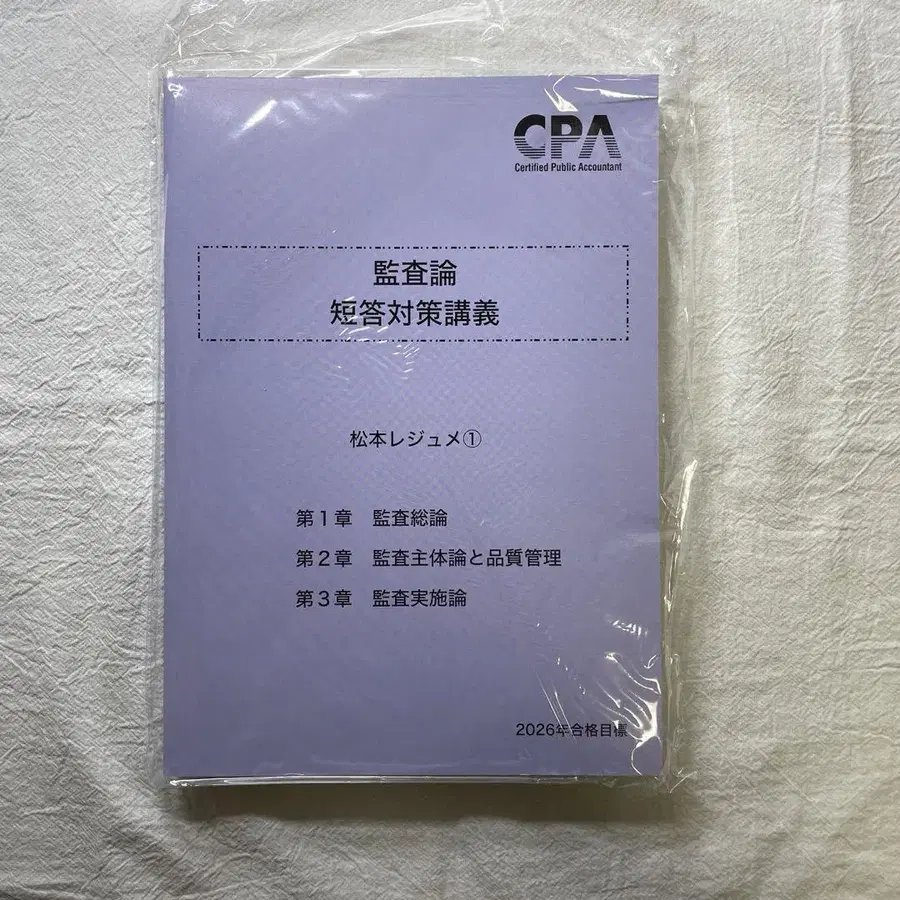 CPA
Certified Public Accountant
監査論
短答対策講義
松本レジュメ①
第1章　監査総論
第2章　監査主体論と品質管理
第3章　監査実施論
2026年合格目標